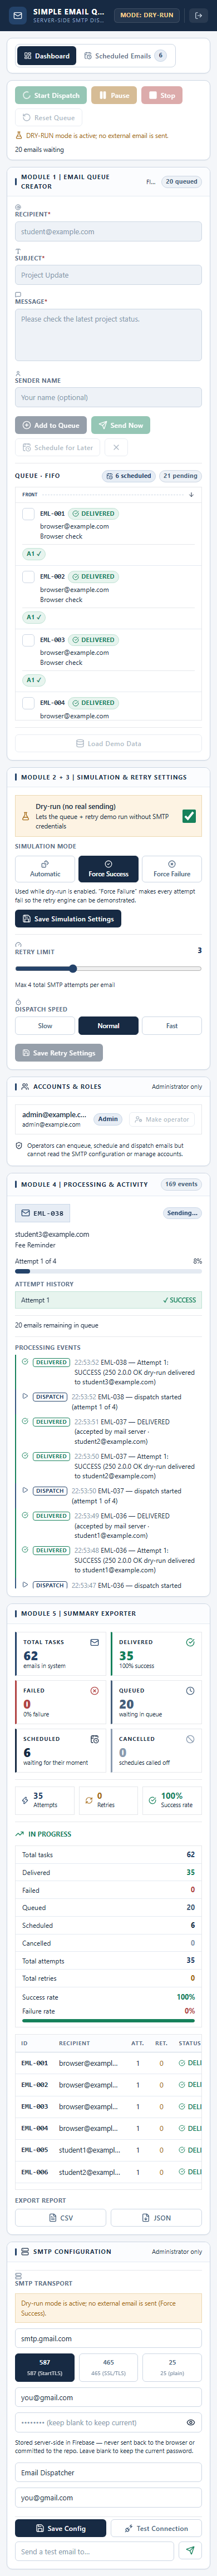 SIMPLE EMAIL Q...
SERVER-SIDE SMTP DIS...
MODE: DRY-RUN
Dashboard
Scheduled Emails 6
Start Dispatch
Pause
Stop
Reset Queue
DRY-RUN mode is active; no external email is sent.
20 emails waiting
MODULE 1 | EMAIL QUEUE CREATOR
20 queued
RECIPIENT*
student@example.com
SUBJECT*
Project Update
MESSAGE*
Please check the latest project status.
SENDER NAME
Your name (optional)
Add to Queue
Send Now
Schedule for Later
QUEUE · FIFO
6 scheduled
21 pending
FRONT
EML-001 DELIVERED
browser@example.com
Browser check
A1 ✓
EML-002 DELIVERED
browser@example.com
Browser check
A1 ✓
EML-003 DELIVERED
browser@example.com
Browser check
A1 ✓
EML-004 DELIVERED
browser@example.com
Load Demo Data
MODULE 2 + 3 | SIMULATION & RETRY SETTINGS
Dry-run (no real sending)
Lets the queue + retry demo run without SMTP
credentials
SIMULATION MODE
Automatic
Force Success
Force Failure
Used while dry-run is enabled. "Force Failure" makes every attempt
fail so the retry engine can be demonstrated.
Save Simulation Settings
RETRY LIMIT
3
Max 4 total SMTP attempts per email
DISPATCH SPEED
Slow
Normal
Fast
Save Retry Settings
ACCOUNTS & ROLES
Administrator only
admin@example.c...
admin@example.com
Admin
Make operator
Operators can enqueue, schedule and dispatch emails but
cannot read the SMTP configuration or manage accounts.
MODULE 4 | PROCESSING & ACTIVITY
169 events
EML-038
Sending...
student3@example.com
Fee Reminder
Attempt 1 of 4
8%
ATTEMPT HISTORY
Attempt 1
✓ SUCCESS
20 emails remaining in queue
PROCESSING EVENTS
DELIVERED 22:53:52 EML-038 — Attempt 1:
SUCCESS (250 2.0.0 OK dry-run delivered
to student3@example.com)
DISPATCH 22:53:52 EML-038 — dispatch started
(attempt 1 of 4)
DELIVERED 22:53:51 EML-037 — DELIVERED
(accepted by mail server ·
student2@example.com)
DELIVERED 22:53:50 EML-037 — Attempt 1:
SUCCESS (250 2.0.0 OK dry-run delivered
to student2@example.com)
DISPATCH 22:53:50 EML-037 — dispatch started
(attempt 1 of 4)
DELIVERED 22:53:49 EML-036 — DELIVERED
(accepted by mail server ·
student1@example.com)
DELIVERED 22:53:48 EML-036 — Attempt 1:
SUCCESS (250 2.0.0 OK dry-run delivered
to student1@example.com)
DISPATCH 22:53:47 EML-036 — dispatch started
MODULE 5 | SUMMARY EXPORTER
TOTAL TASKS
62
emails in system
DELIVERED
35
100% success
FAILED
0
0% failure
QUEUED
20
waiting in queue
SCHEDULED
6
waiting for their moment
CANCELLED
0
schedules called off
35
Attempts
0
Retries
100%
Success rate
IN PROGRESS
Total tasks 62
Delivered 35
Failed 0
Queued 20
Scheduled 6
Cancelled 0
Total attempts 35
Total retries 0
Success rate 100%
Failure rate 0%
ID RECIPIENT ATT. RET. STATUS
EML-001 browser@exampl... 1 0 DELI
EML-002 browser@exampl... 1 0 DELI
EML-003 browser@exampl... 1 0 DELI
EML-004 browser@exampl... 1 0 DELI
EML-005 student1@exampl... 1 0 DELI
EML-006 student2@exampl... 1 0 DELI
EXPORT REPORT
CSV
JSON
SMTP CONFIGURATION
Administrator only
SMTP TRANSPORT
Dry-run mode is active; no external email is sent (Force
Success).
smtp.gmail.com
587
587 (StartTLS)
465
465 (SSL/TLS)
25
25 (plain)
you@gmail.com
•••••••• (keep blank to keep current)
Stored server-side in Firebase — never sent back to the browser or
committed to the repo. Leave blank to keep the current password.
Email Dispatcher
you@gmail.com
Save Config
Test Connection
Send a test email to...